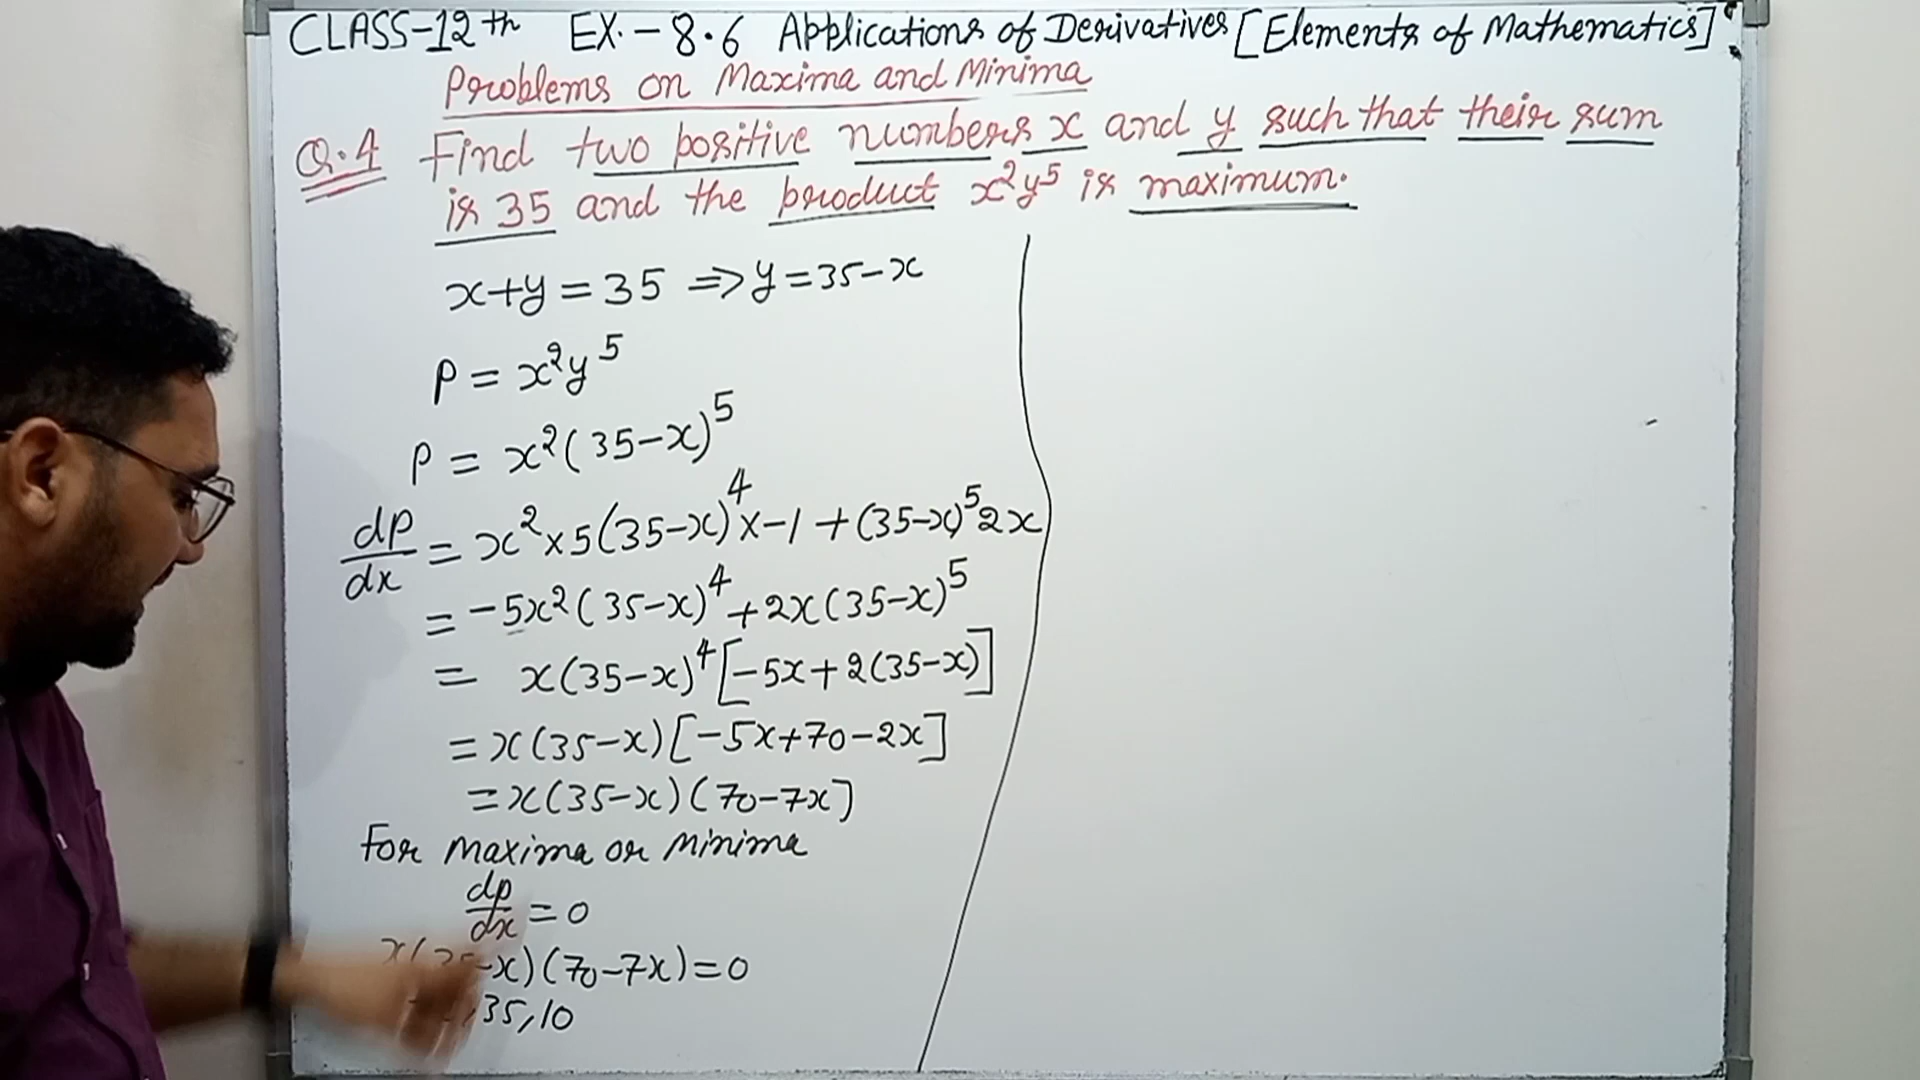 CLASS-12th EX.-8.6 Applications of Derivatives [Elements of Mathematics]
Problems on Maxima and Minima
Q.4 Find two positive numbers x and y such that their sum
is 35 and the product x²y⁵ is maximum.
x+y=35 ⇒ y=35-x
P = x²y⁵
P = x²(35-x)⁵
dp/dx = x²×5(35-x)⁴×-1+(35-x)⁵2x
= -5x²(35-x)⁴+2x(35-x)⁵
= x(35-x)⁴[-5x+2(35-x)]
=x(35-x)[-5x+70-2x]
=x(35-x)(70-7x]
For maxima or minima
dp/dx = 0
-x)(70-7x)=0
,35,10